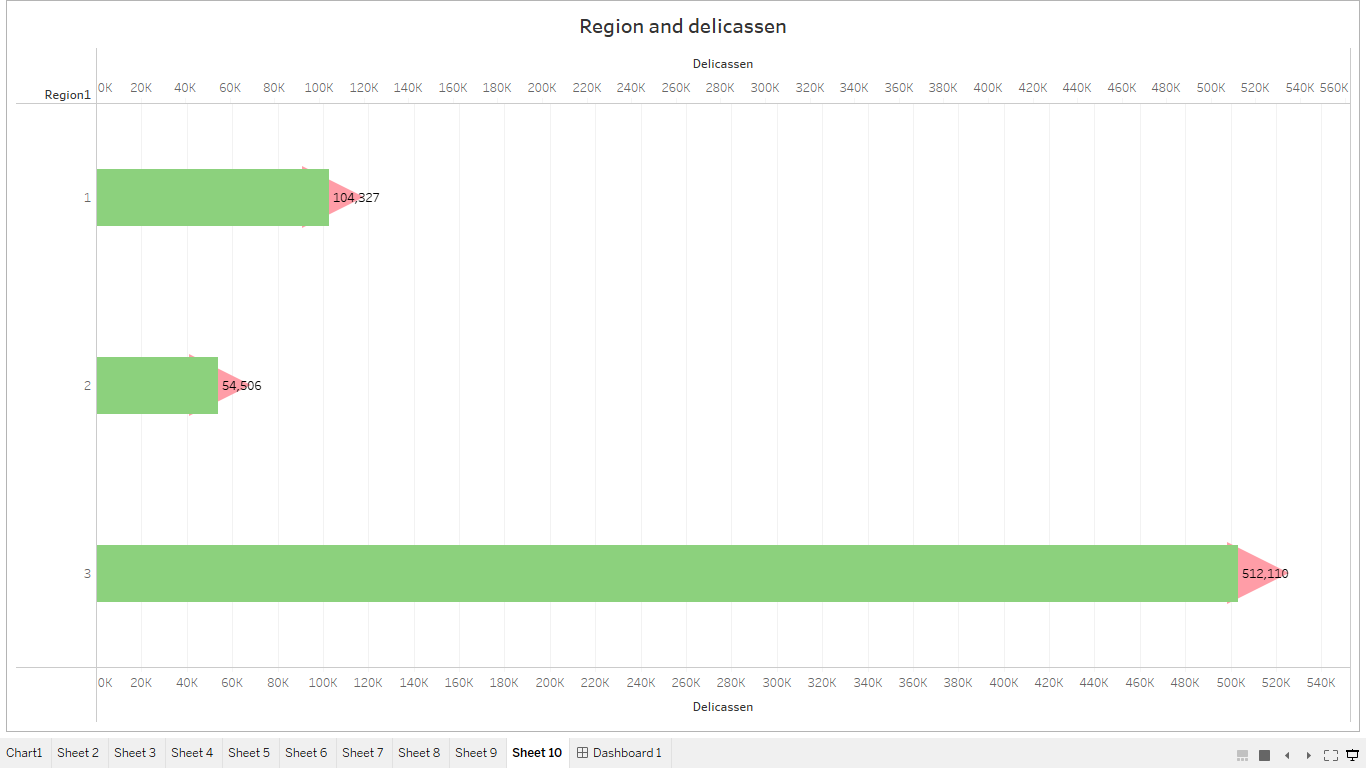 Region and delicassen
Delicassen
Region1
0K 20K 40K 60K 80K 100K 120K 140K 160K 180K 200K 220K 240K 260K 280K 300K 320K 340K 360K 380K 400K 420K 440K 460K 480K 500K 520K 540K 560K
1 104,327
2 54,506
3 512,110
0K 20K 40K 60K 80K 100K 120K 140K 160K 180K 200K 220K 240K 260K 280K 300K 320K 340K 360K 380K 400K 420K 440K 460K 480K 500K 520K 540K
Delicassen
Chart1 Sheet 2 Sheet 3 Sheet 4 Sheet 5 Sheet 6 Sheet 7 Sheet 8 Sheet 9 Sheet 10 Dashboard 1